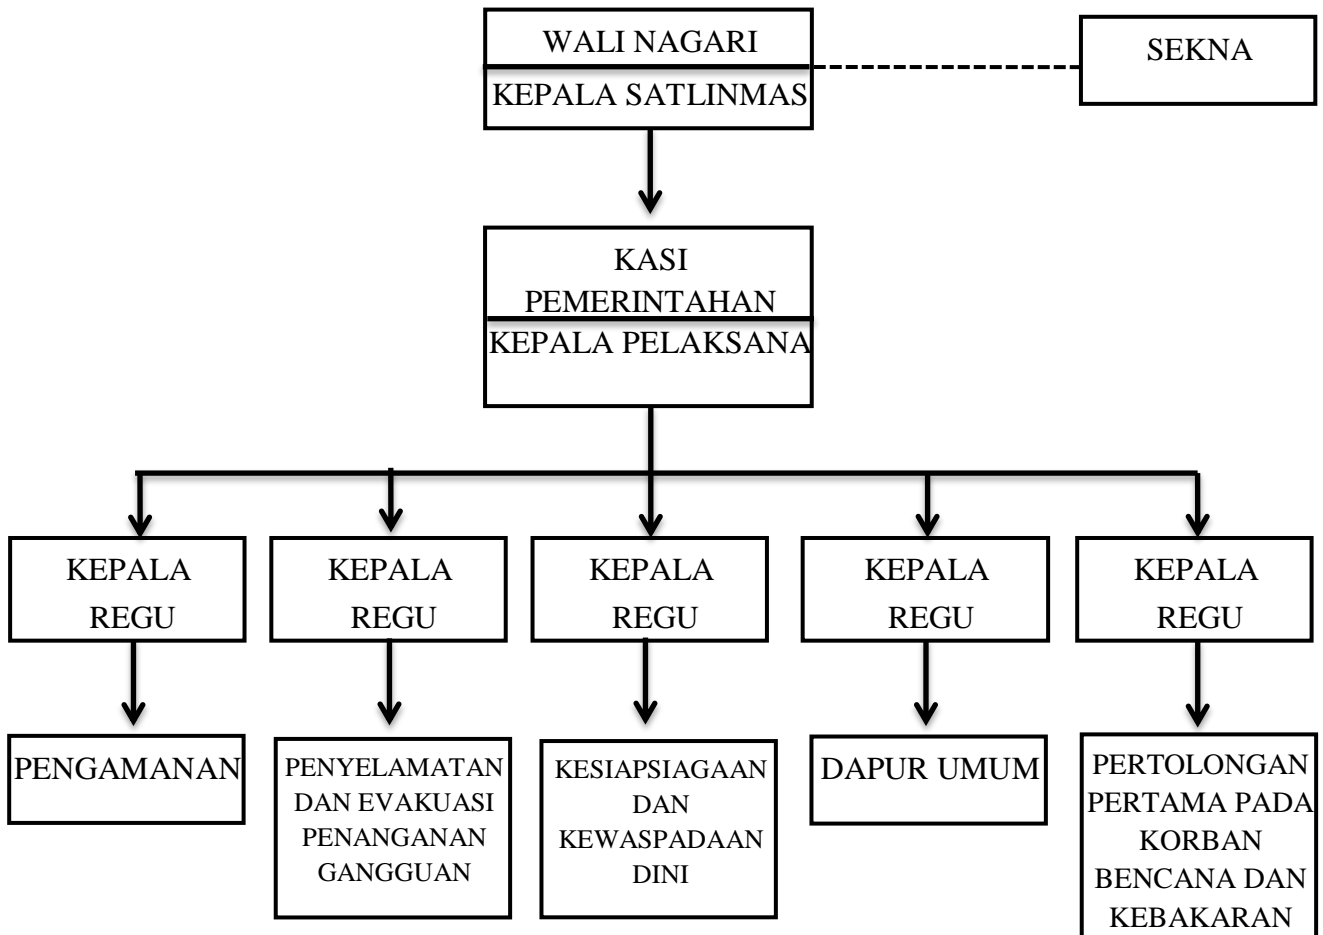 WALI NAGARI
KEPALA SATLINMAS
SEKNA
KASI
PEMERINTAHAN
KEPALA PELAKSANA
KEPALA
REGU
KEPALA
REGU
KEPALA
REGU
KEPALA
REGU
KEPALA
REGU
PENGAMANAN
PENYELAMATAN
DAN EVAKUASI
PENANGANAN
GANGGUAN
KESIAPSIAGAAN
DAN
KEWASPADAAN
DINI
DAPUR UMUM
PERTOLONGAN
PERTAMA PADA
KORBAN
BENCANA DAN
KEBAKARAN